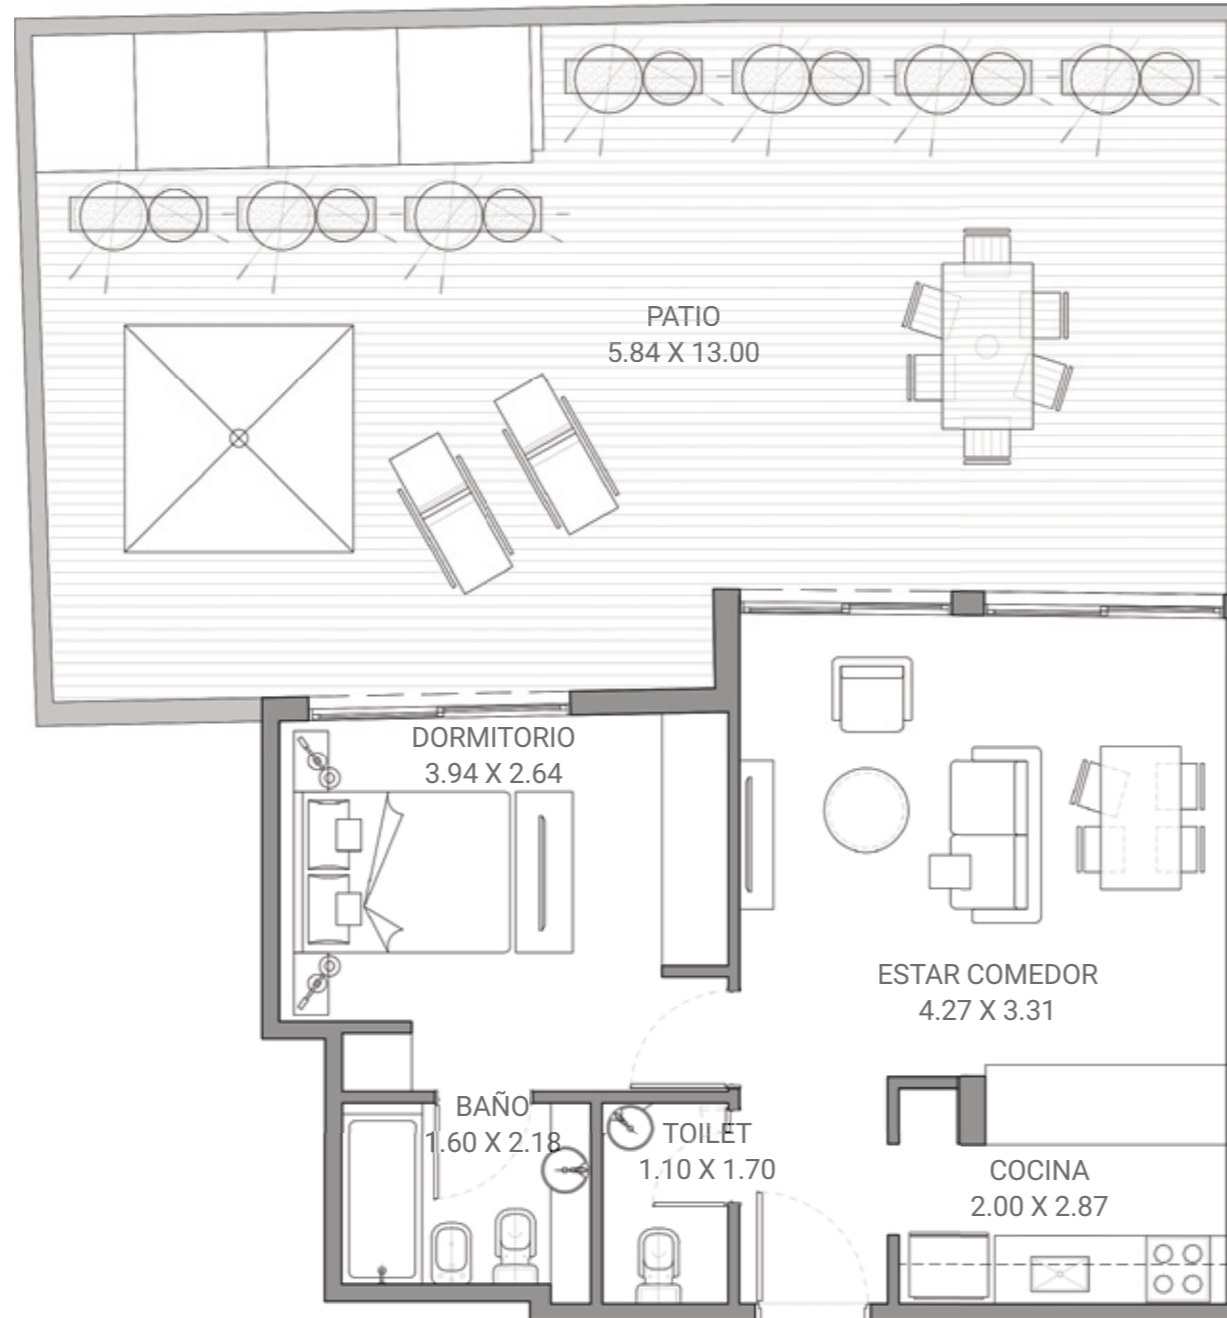 PATIO
5.84 X 13.00
DORMITORIO
3.94 X 2.64
ESTAR COMEDOR
4.27 X 3.31
BAÑO
1.60 X 2.18
TOILET
1.10 X 1.70
COCINA
2.00 X 2.87